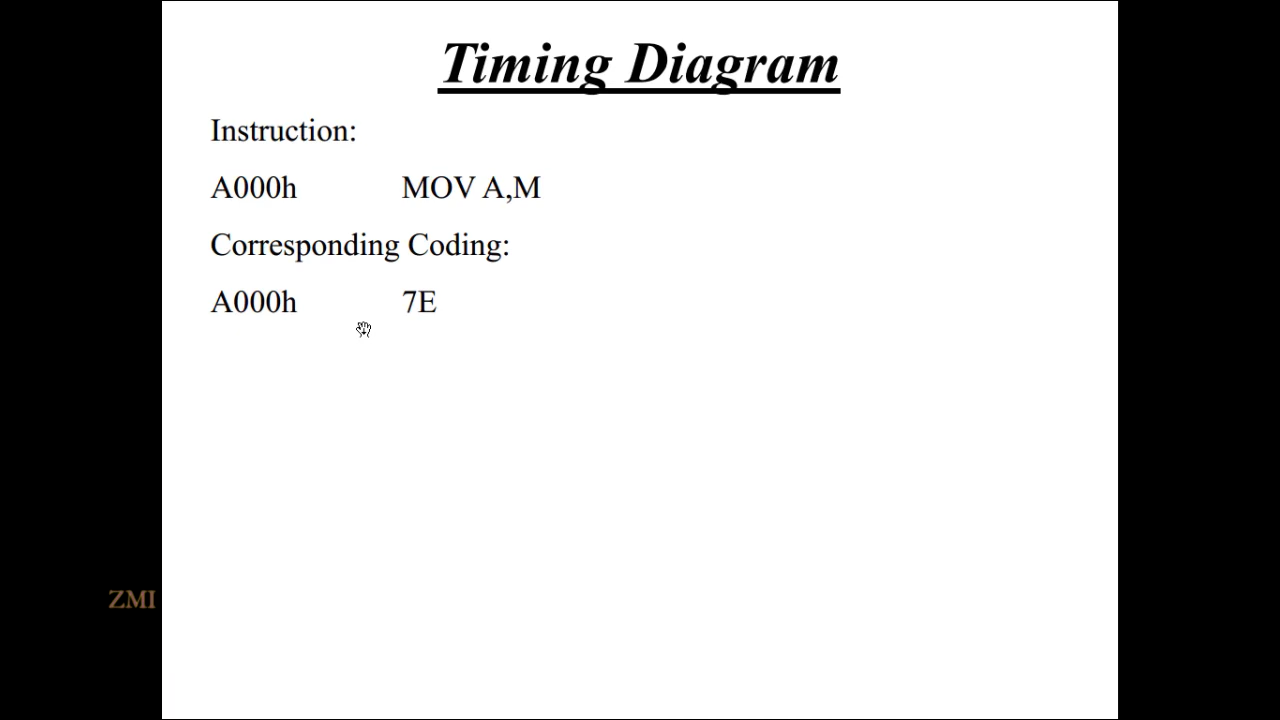 Timing Diagram
Instruction:
A000h MOV A,M
Corresponding Coding:
A000h 7E
ZMI